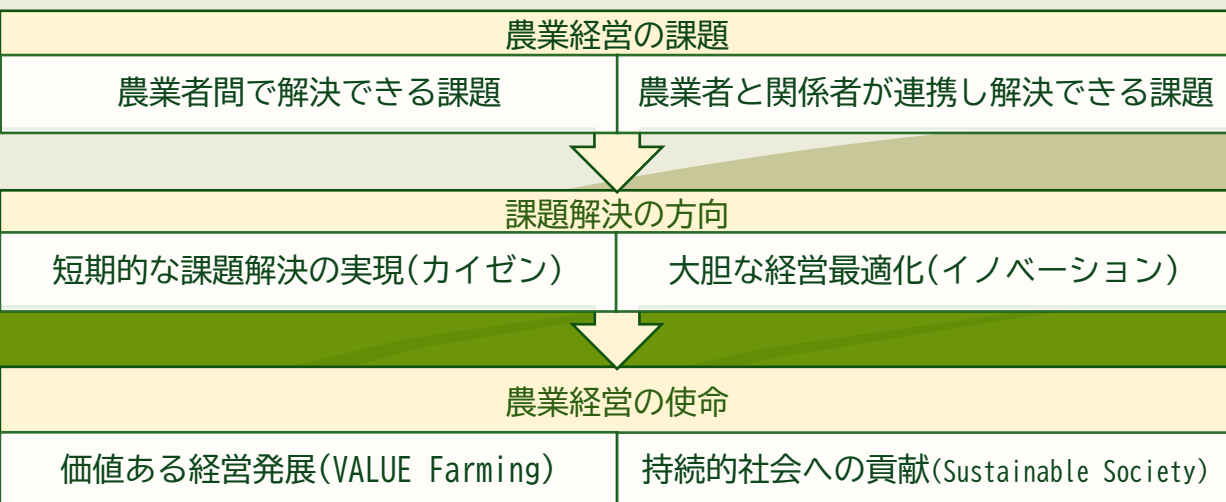 農業経営の課題
農業者間で解決できる課題
農業者と関係者が連携し解決できる課題
課題解決の方向
短期的な課題解決の実現(カイゼン)
大胆な経営最適化(イノベーション)
農業経営の使命
価値ある経営発展(VALUE Farming)
持続的社会への貢献(Sustainable Society)